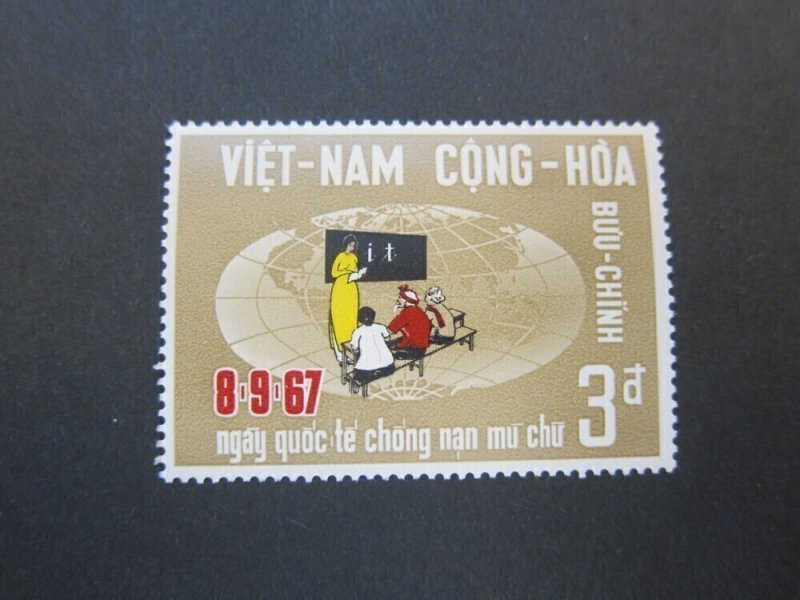 VIỆT-NAM CỘNG-HÒA
BƯU-CHÍNH
i t
8·9·67
ngày quốc tế chống nạn mù chữ
3đ